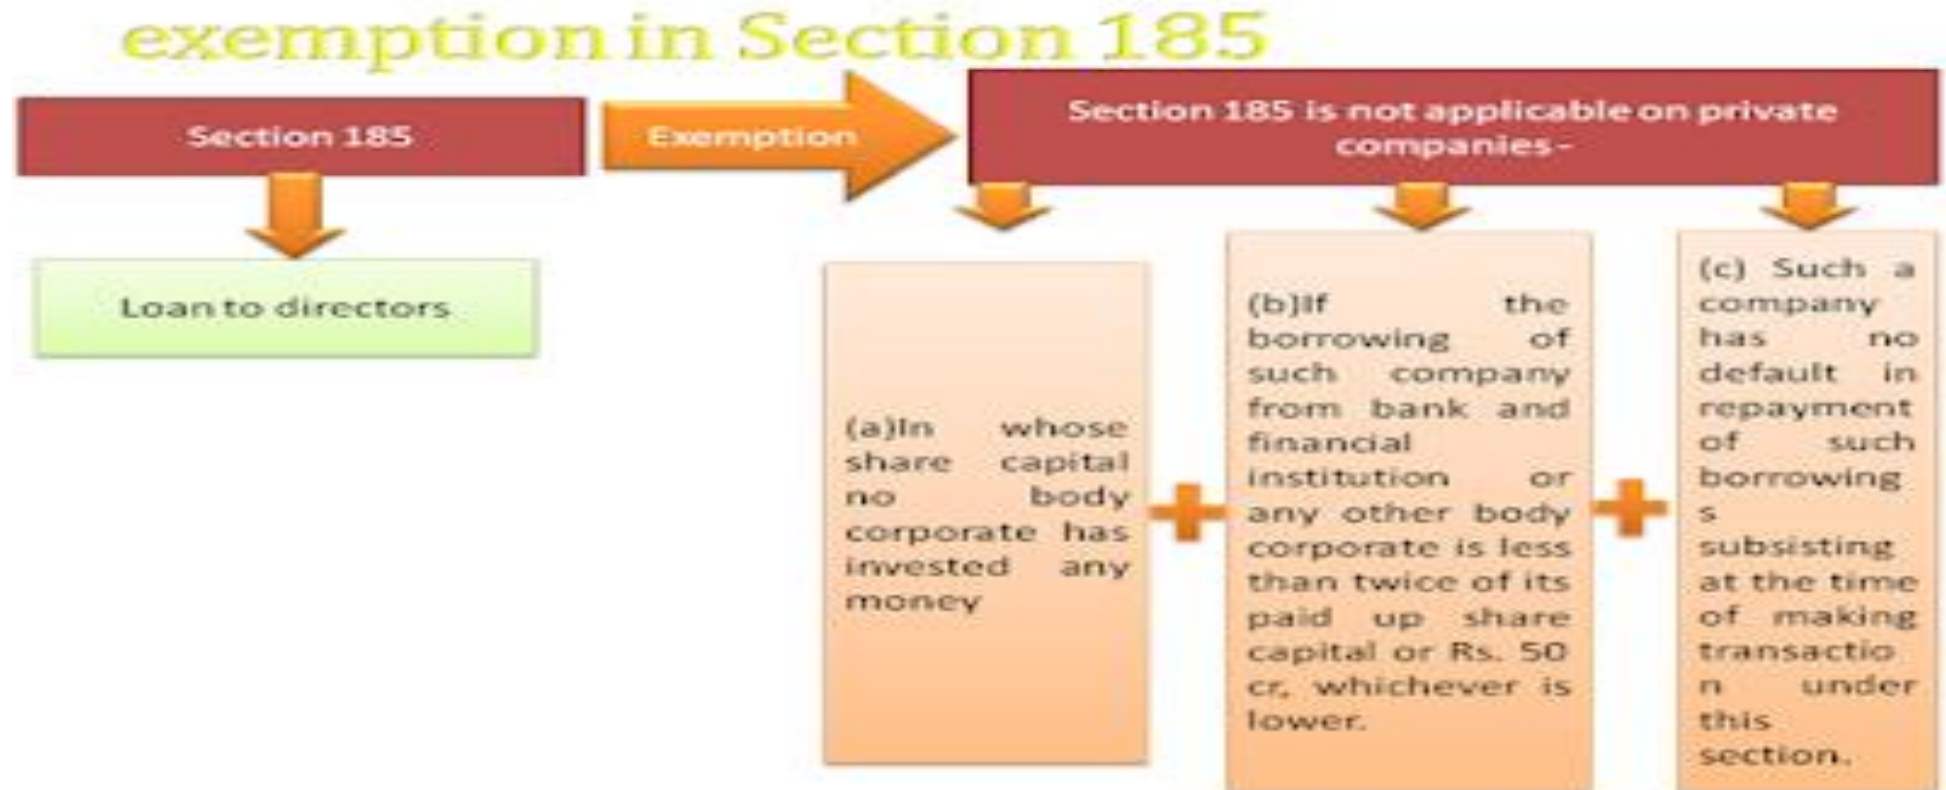 exemption in Section 185
Section 185
Exemption
Section 185 is not applicable on private
companies-
Loan to directors
(a)In whose
share capital
no body
corporate has
invested any
money
(b)If the
borrowing of
such company
from bank and
financial
institution or
any other body
corporate is less
than twice of its
paid up share
capital or Rs. 50
cr, whichever is
lower.
(c) Such a
company
has no
default in
repayment
of such
borrowing
s
subsisting
at the time
of making
transactio
n under
this
section.